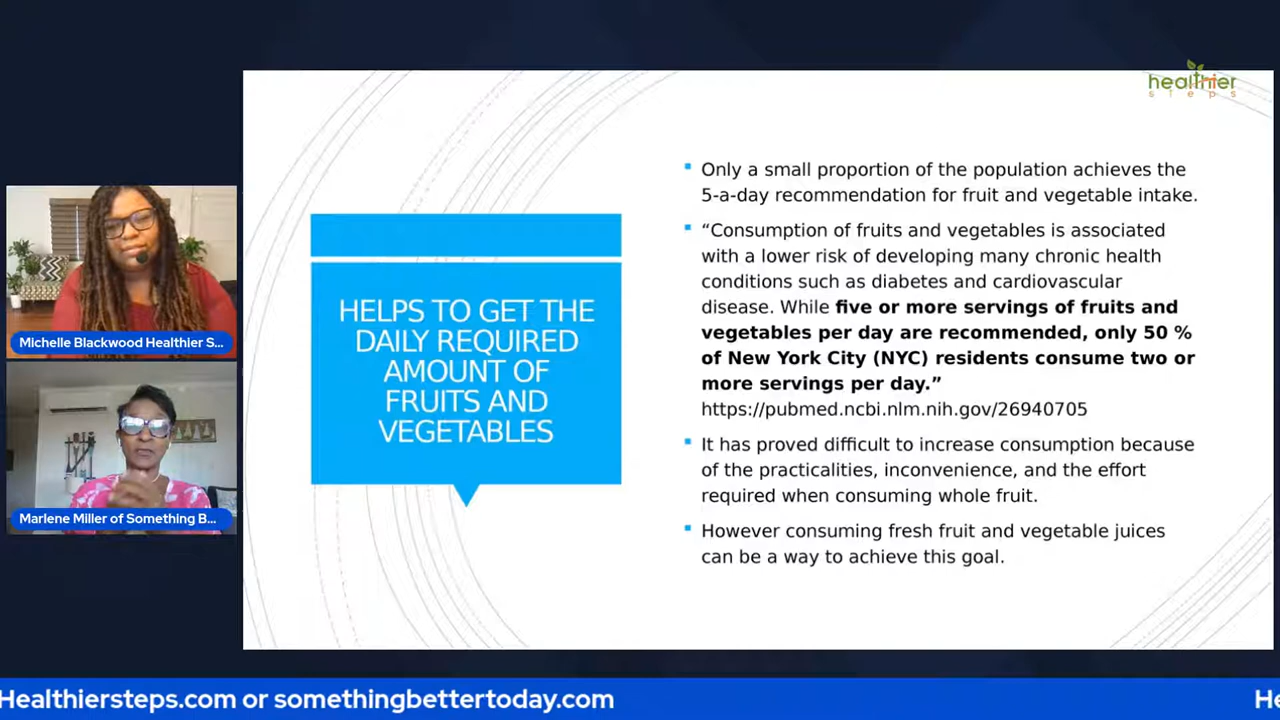 healthier
steps
Only a small proportion of the population achieves the
5-a-day recommendation for fruit and vegetable intake.
“Consumption of fruits and vegetables is associated
with a lower risk of developing many chronic health
conditions such as diabetes and cardiovascular
disease. While five or more servings of fruits and
vegetables per day are recommended, only 50 %
of New York City (NYC) residents consume two or
more servings per day.”
https://pubmed.ncbi.nlm.nih.gov/26940705
It has proved difficult to increase consumption because
of the practicalities, inconvenience, and the effort
required when consuming whole fruit.
However consuming fresh fruit and vegetable juices
can be a way to achieve this goal.
HELPS TO GET THE
DAILY REQUIRED
AMOUNT OF
FRUITS AND
VEGETABLES
Michelle Blackwood Healthier S...
Marlene Miller of Something B...
Healthiersteps.com or somethingbettertoday.com
He